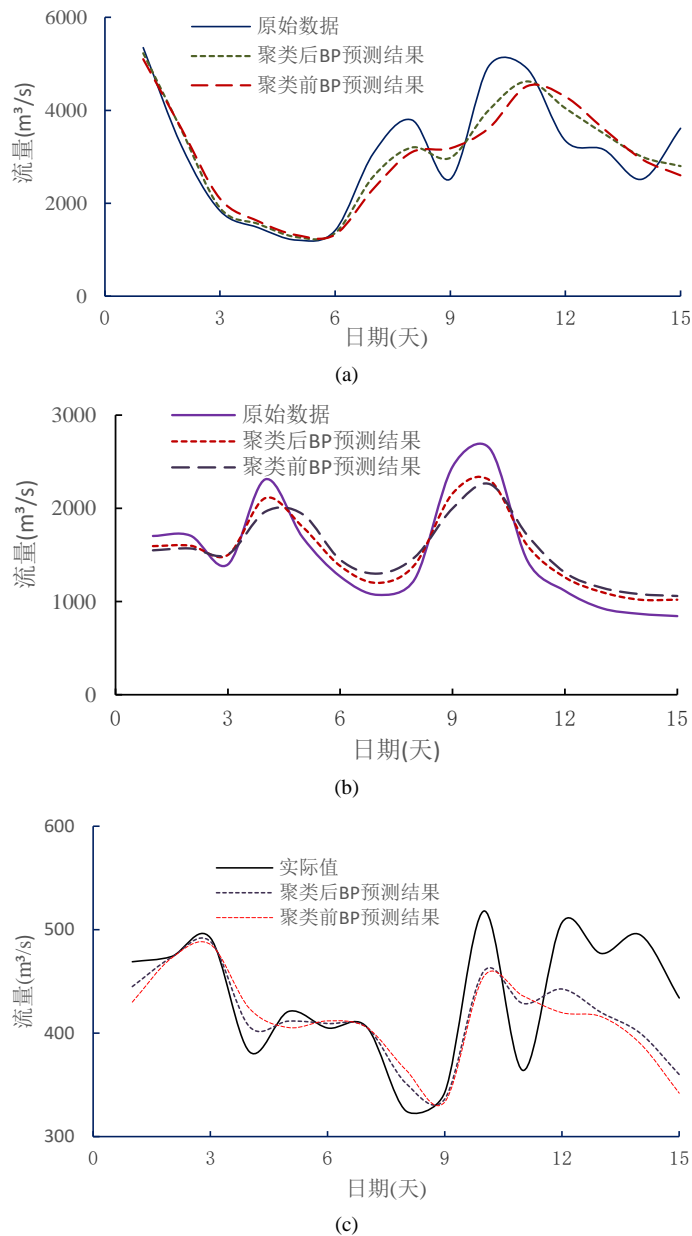 6000
4000
2000
0
流量(m³/s)
原始数据
聚类后BP预测结果
聚类前BP预测结果
0 3 6 9 12 15
日期(天)
(a)
3000
2000
1000
0
流量(m³/s)
原始数据
聚类后BP预测结果
聚类前BP预测结果
0 3 6 9 12 15
日期(天)
(b)
600
500
400
300
流量(m³/s)
实际值
聚类后BP预测结果
聚类前BP预测结果
0 3 6 9 12 15
日期(天)
(c)